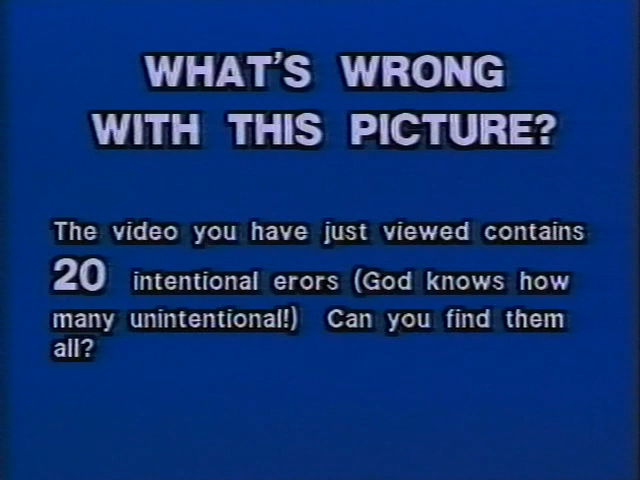 WHAT'S WRONG
WITH THIS PICTURE?
The video you have just viewed contains
20 intentional erors (God knows how
many unintentional!) Can you find them
all?